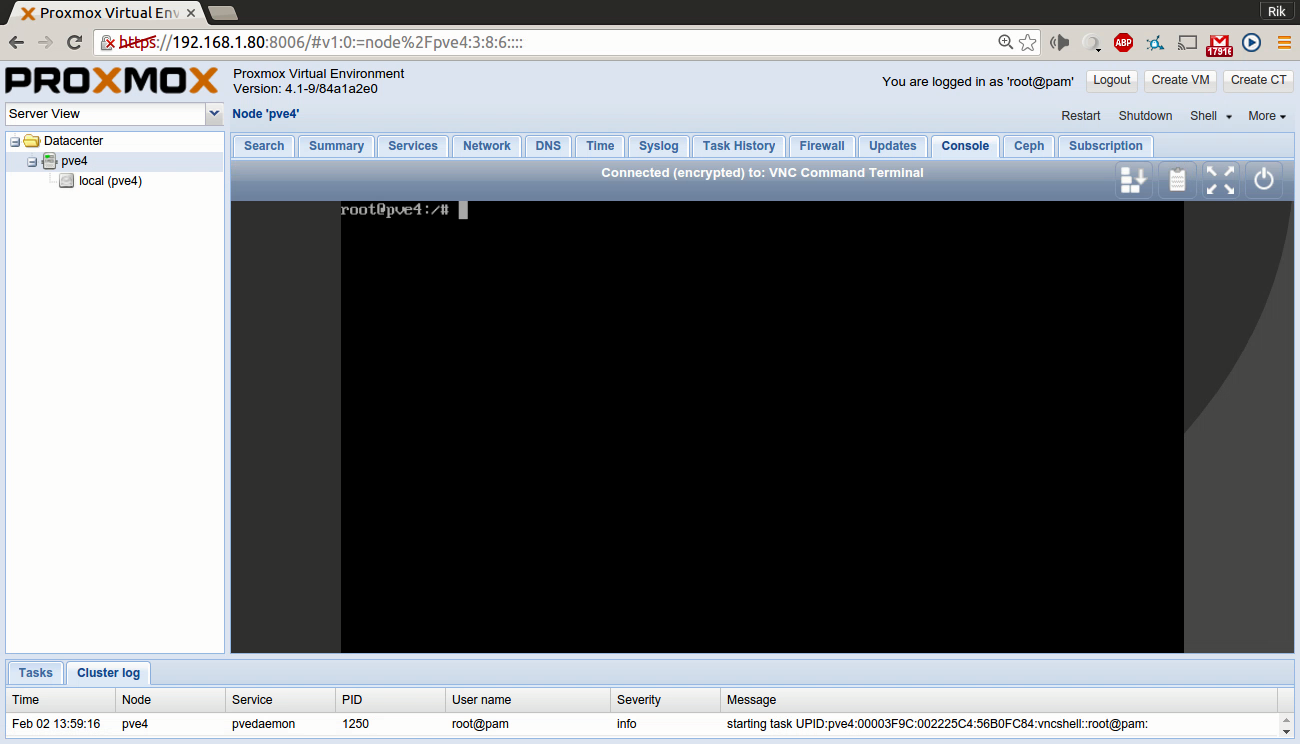 Proxmox Virtual Env
Rik
https://192.168.1.80:8006/#v1:0:=node%2Fpve4:3:8:6::::
ABP
17916
PROXMOX
Proxmox Virtual Environment
Version: 4.1-9/84a1a2e0
You are logged in as 'root@pam'
Logout
Create VM
Create CT
Server View
Node 'pve4'
Restart
Shutdown
Shell
More
Datacenter
pve4
local (pve4)
Search
Summary
Services
Network
DNS
Time
Syslog
Task History
Firewall
Updates
Console
Ceph
Subscription
Connected (encrypted) to: VNC Command Terminal
root@pve4:/#
Tasks
Cluster log
Time Node Service PID User name Severity Message
Feb 02 13:59:16 pve4 pvedaemon 1250 root@pam info starting task UPID:pve4:00003F9C:002225C4:56B0FC84:vncshell::root@pam: